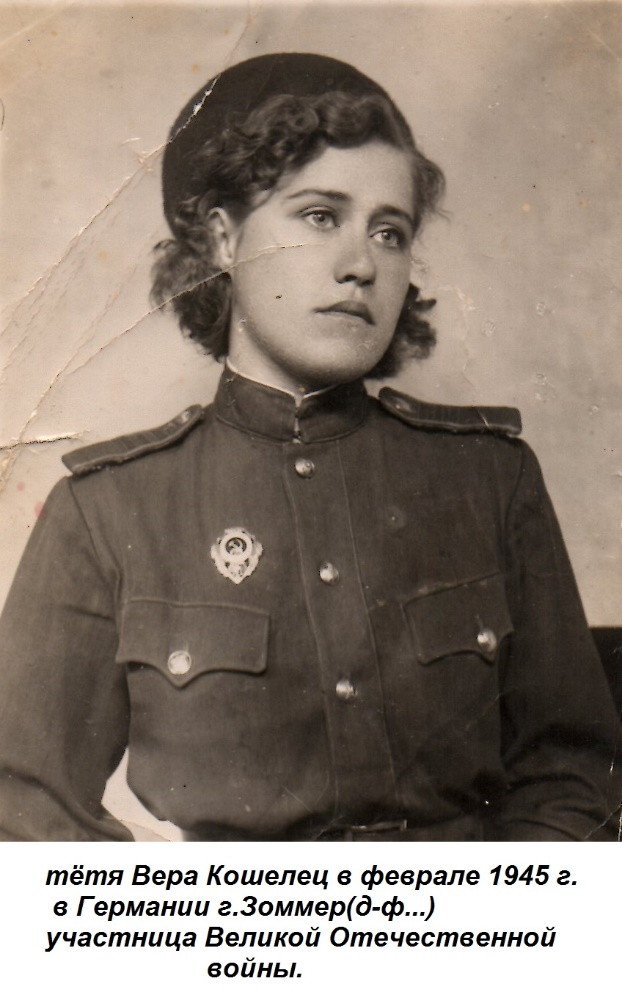 тётя Вера Кошелец в феврале 1945 г.
в Германии г.Зоммер(д-ф...)
участница Великой Отечественной
войны.